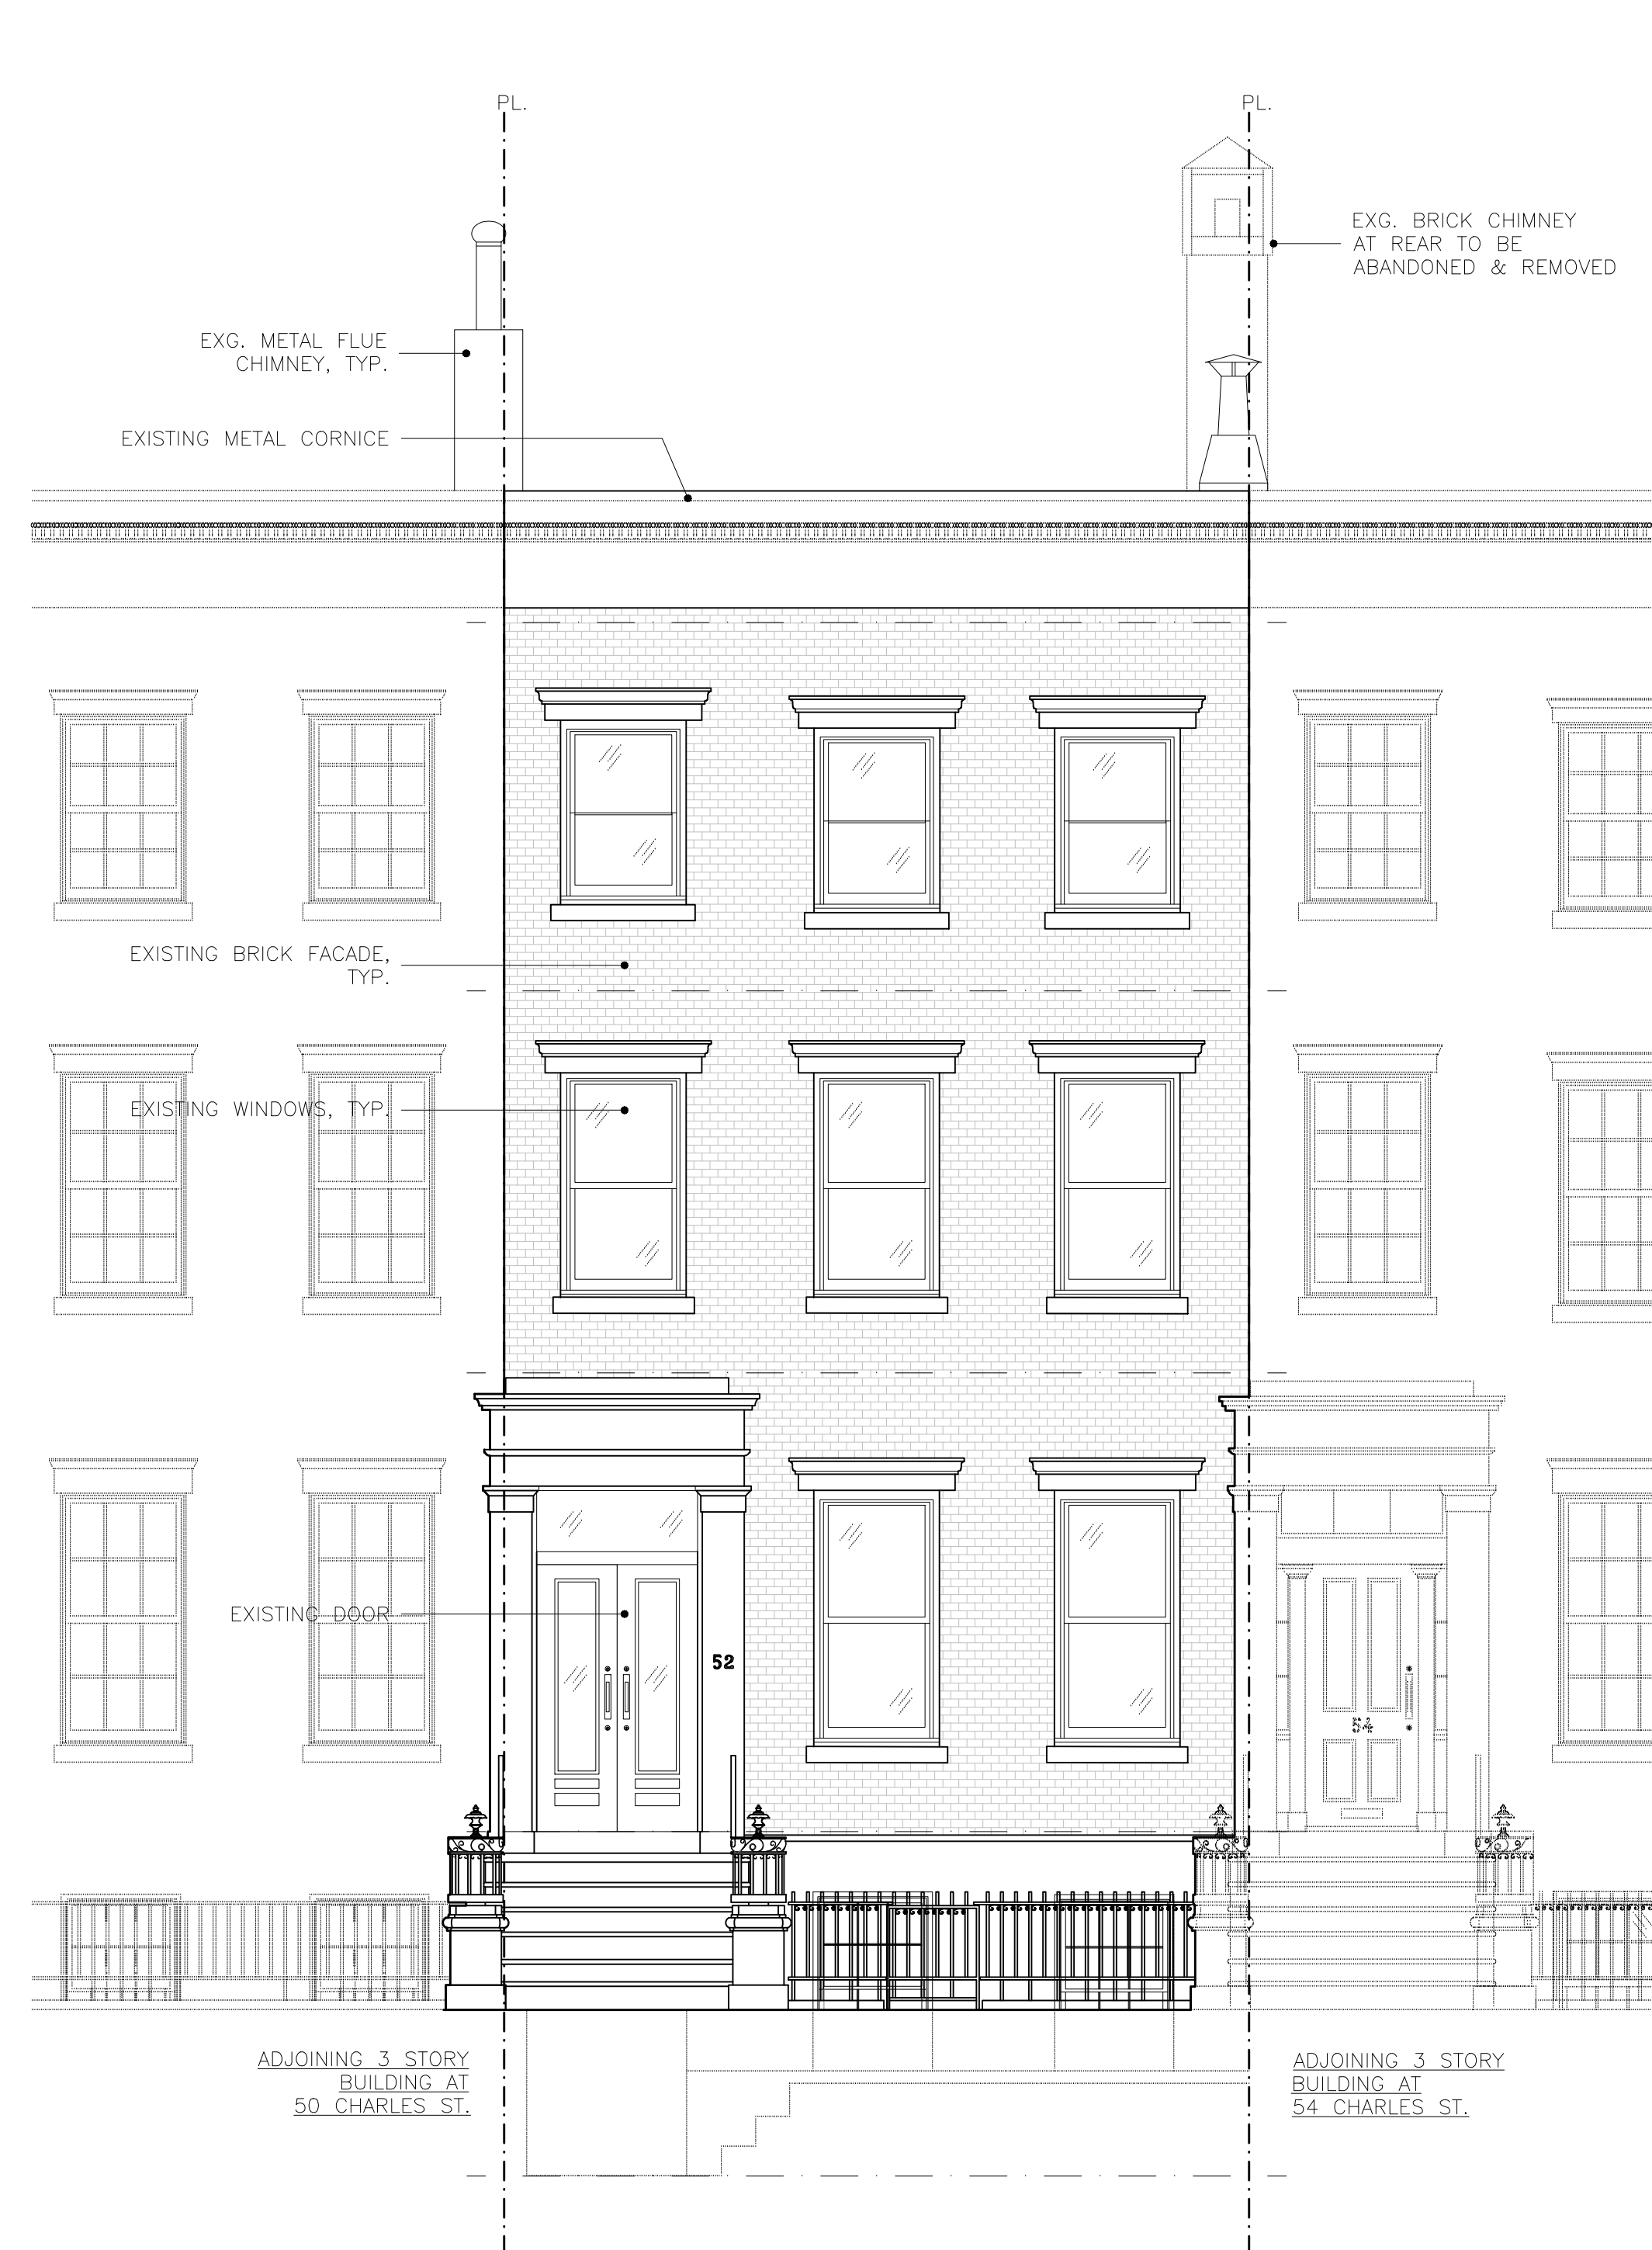 PL.
PL.
EXG. BRICK CHIMNEY
AT REAR TO BE
ABANDONED & REMOVED
EXG. METAL FLUE
CHIMNEY, TYP.
EXISTING METAL CORNICE
EXISTING BRICK FACADE,
TYP.
EXISTING WINDOWS, TYP.
EXISTING DOOR
52
54
ADJOINING 3 STORY
BUILDING AT
50 CHARLES ST.
ADJOINING 3 STORY
BUILDING AT
54 CHARLES ST.